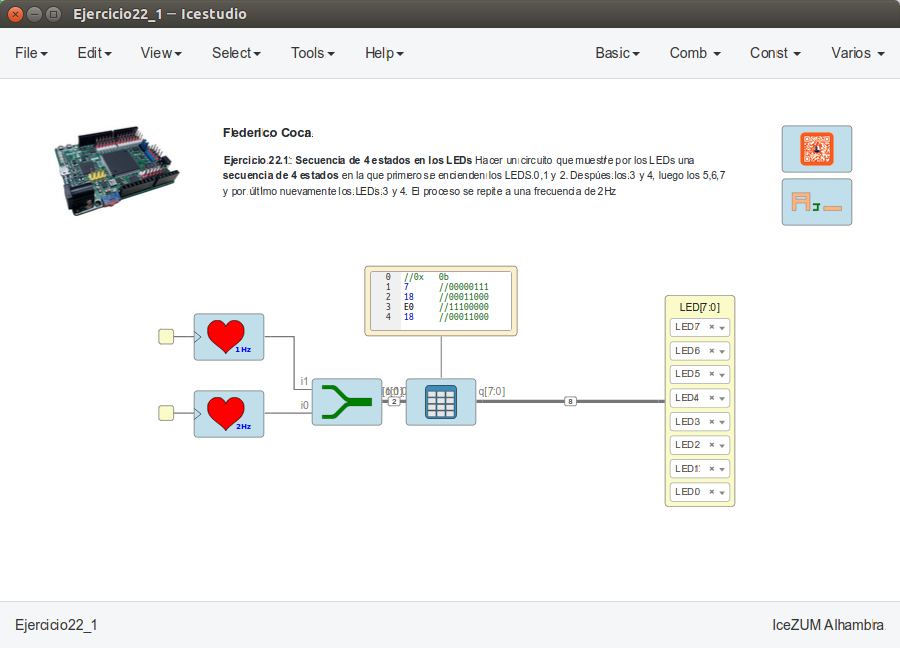 Ejercicio22_1 — Icestudio
File Edit View Select Tools Help Basic Comb Const Varios
Federico Coca.
Ejercicio 22.1: Secuencia de 4 estados en los LEDs Hacer un circuito que muestre por los LEDs una
secuencia de 4 estados en la que primero se encienden los LEDS 0,1 y 2. Despúes los 3 y 4, luego los 5,6,7
y por últImo nuevamente los LEDs 3 y 4. El proceso se repite a una frecuencia de 2Hz
0 //0x 0b
1 7 //00000111
2 18 //00011000
3 E0 //11100000
4 18 //00011000
1Hz
2Hz
i1
i0
2
q[7:0]
8
LED[7:0]
LED7
LED6
LED5
LED4
LED3
LED2
LED1
LED0
Ejercicio22_1
IceZUM Alhambra